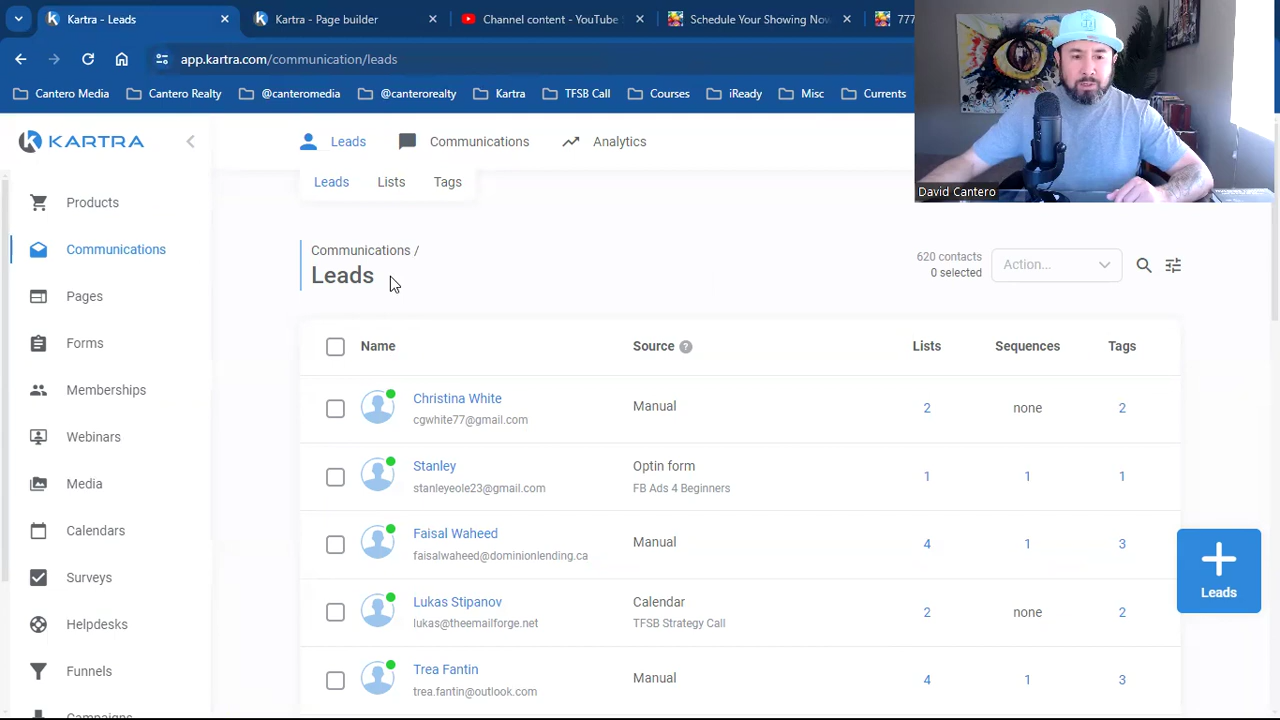 Kartra - Leads
Kartra - Page builder
Channel content - YouTube
Schedule Your Showing Now
777
app.kartra.com/communication/leads
Cantero Media
Cantero Realty
@canteromedia
@canterorealty
Kartra
TFSB Call
Courses
iReady
Misc
Currents
David Cantero
KARTRA
Leads
Communications
Analytics
Leads
Lists
Tags
Products
Communications
Pages
Forms
Memberships
Webinars
Media
Calendars
Surveys
Helpdesks
Funnels
Campaigns
Communications /
Leads
620 contacts
0 selected
Action...
Name
Source ?
Lists
Sequences
Tags
Christina White
cgwhite77@gmail.com
Manual
2
none
2
Stanley
stanleyeole23@gmail.com
Optin form
FB Ads 4 Beginners
1
1
1
Faisal Waheed
faisalwaheed@dominionlending.ca
Manual
4
1
3
Lukas Stipanov
lukas@theemailforge.net
Calendar
TFSB Strategy Call
2
none
2
Trea Fantin
trea.fantin@outlook.com
Manual
4
1
3
Leads